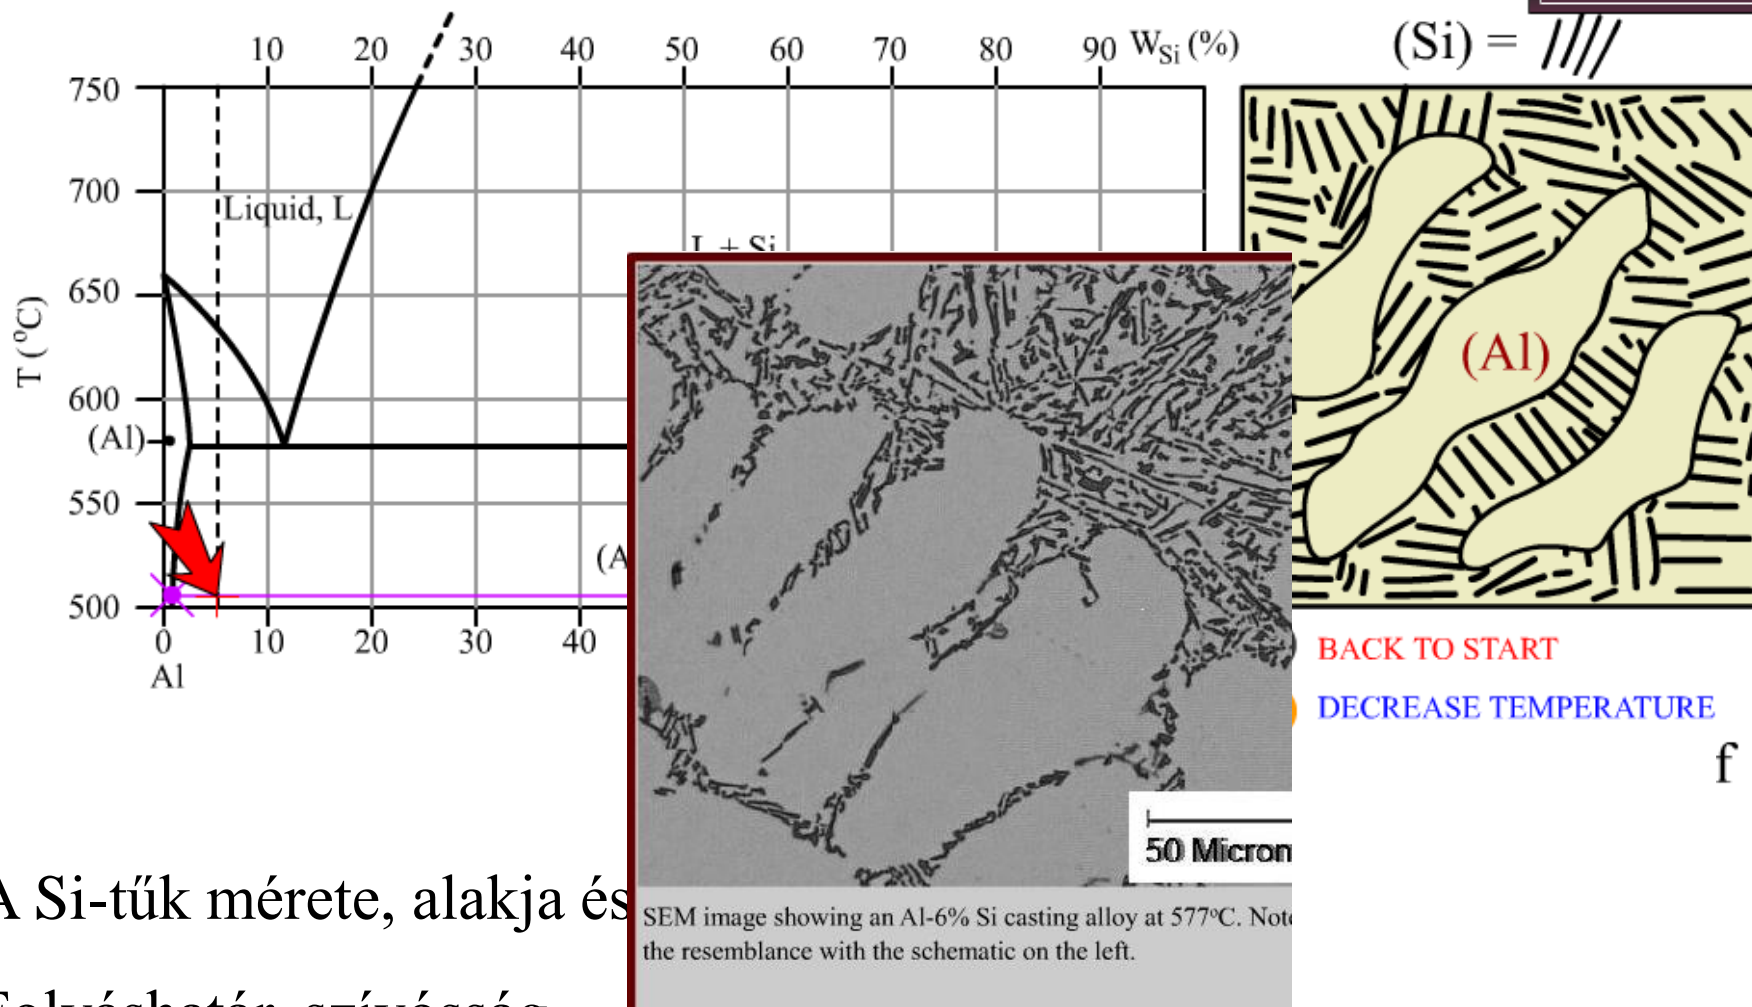 10 20 30 40 50 60 70 80 90 W_Si (%)
(Si) =
750
700
650
600
(Al)
550
500
T (°C)
Liquid, L
L + Si
(A
0 10 20 30 40
Al
(Al)
BACK TO START
DECREASE TEMPERATURE
f
50 Micron
SEM image showing an Al-6% Si casting alloy at 577°C. Note
the resemblance with the schematic on the left.
A Si-tűk mérete, alakja és
Folyáshatár, szívósság